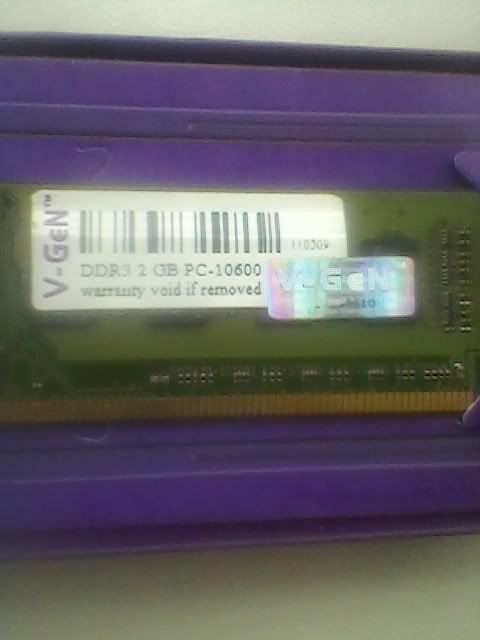 V-GeN™
110309
DDR3 2 GB PC-10600
warranty void if removed
V-GeN